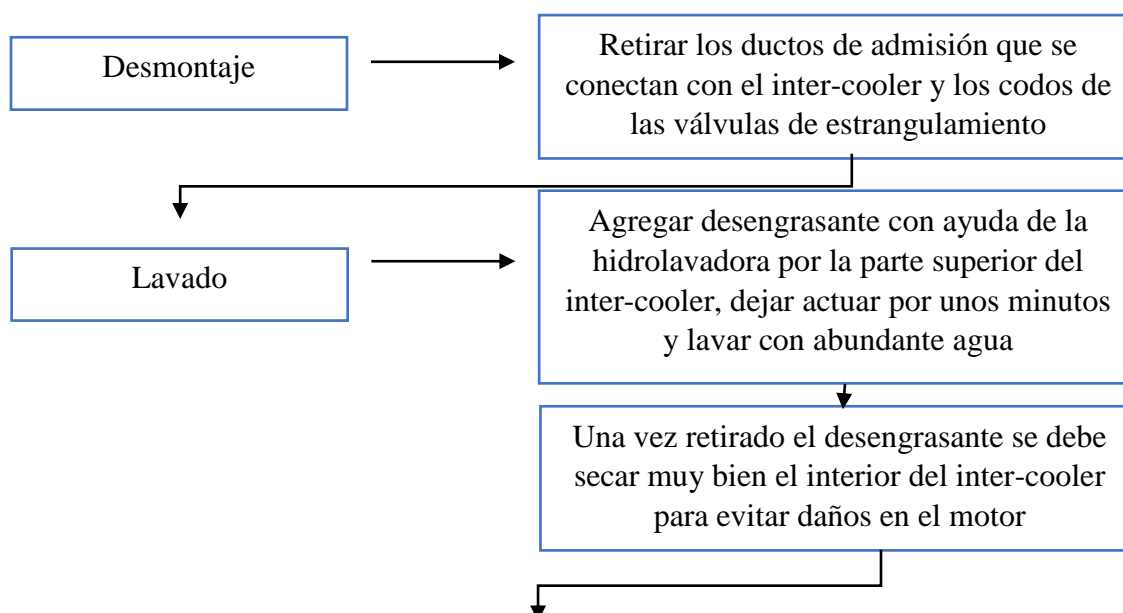 Desmontaje
Retirar los ductos de admisión que se
conectan con el inter-cooler y los codos de
las válvulas de estrangulamiento
Lavado
Agregar desengrasante con ayuda de la
hidrolavadora por la parte superior del
inter-cooler, dejar actuar por unos minutos
y lavar con abundante agua
Una vez retirado el desengrasante se debe
secar muy bien el interior del inter-cooler
para evitar daños en el motor